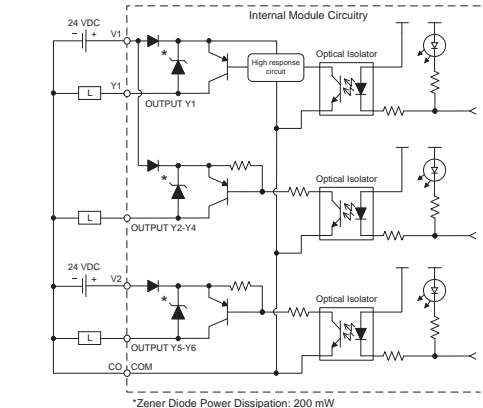 Internal Module Circuitry
24 VDC
− + V1
Optical Isolator
*
High response
circuit
Y1
L
OUTPUT Y1
Optical Isolator
*
L
OUTPUT Y2-Y4
24 VDC
− + V2
Optical Isolator
*
L
OUTPUT Y5-Y6
CO COM
*Zener Diode Power Dissipation: 200 mW